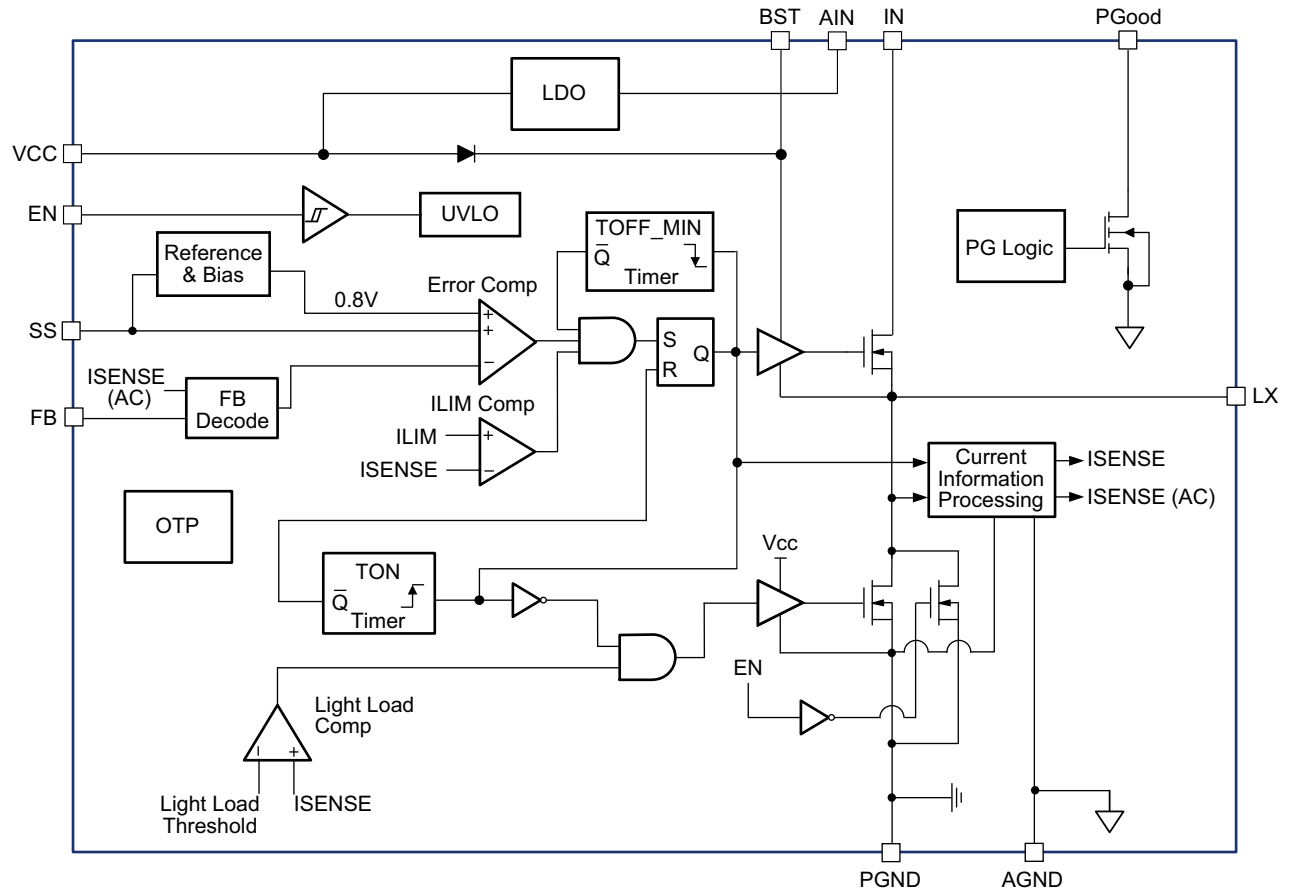 BST
AIN
IN
PGood
LDO
VCC
EN
UVLO
TOFF_MIN
Q
Timer
Reference
& Bias
PG Logic
Error Comp
0.8V
+
SS
+
−
S
Q
R
ISENSE
(AC)
FB
Decode
FB
LX
ILIM Comp
ILIM
+
ISENSE
−
Current
Information
Processing
ISENSE
ISENSE (AC)
OTP
Vcc
TON
Q
Timer
EN
Light Load
Comp
−
+
Light Load
Threshold
ISENSE
PGND
AGND